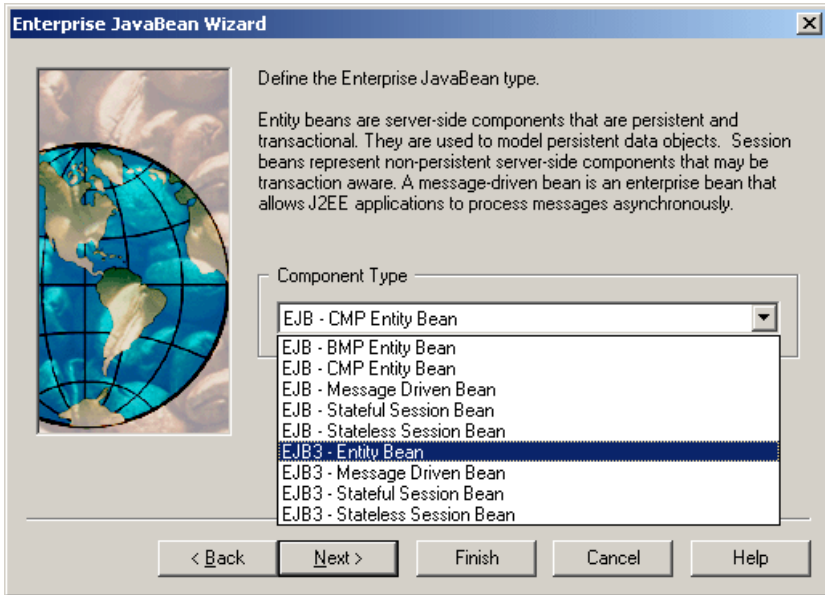 Enterprise JavaBean Wizard
Define the Enterprise JavaBean type.
Entity beans are server-side components that are persistent and
transactional. They are used to model persistent data objects.  Session
beans represent non-persistent server-side components that may be
transaction aware. A message-driven bean is an enterprise bean that
allows J2EE applications to process messages asynchronously.
Component Type
EJB - CMP Entity Bean
EJB - BMP Entity Bean
EJB - CMP Entity Bean
EJB - Message Driven Bean
EJB - Stateful Session Bean
EJB - Stateless Session Bean
EJB3 - Entity Bean
EJB3 - Message Driven Bean
EJB3 - Stateful Session Bean
EJB3 - Stateless Session Bean
< Back
Next >
Finish
Cancel
Help